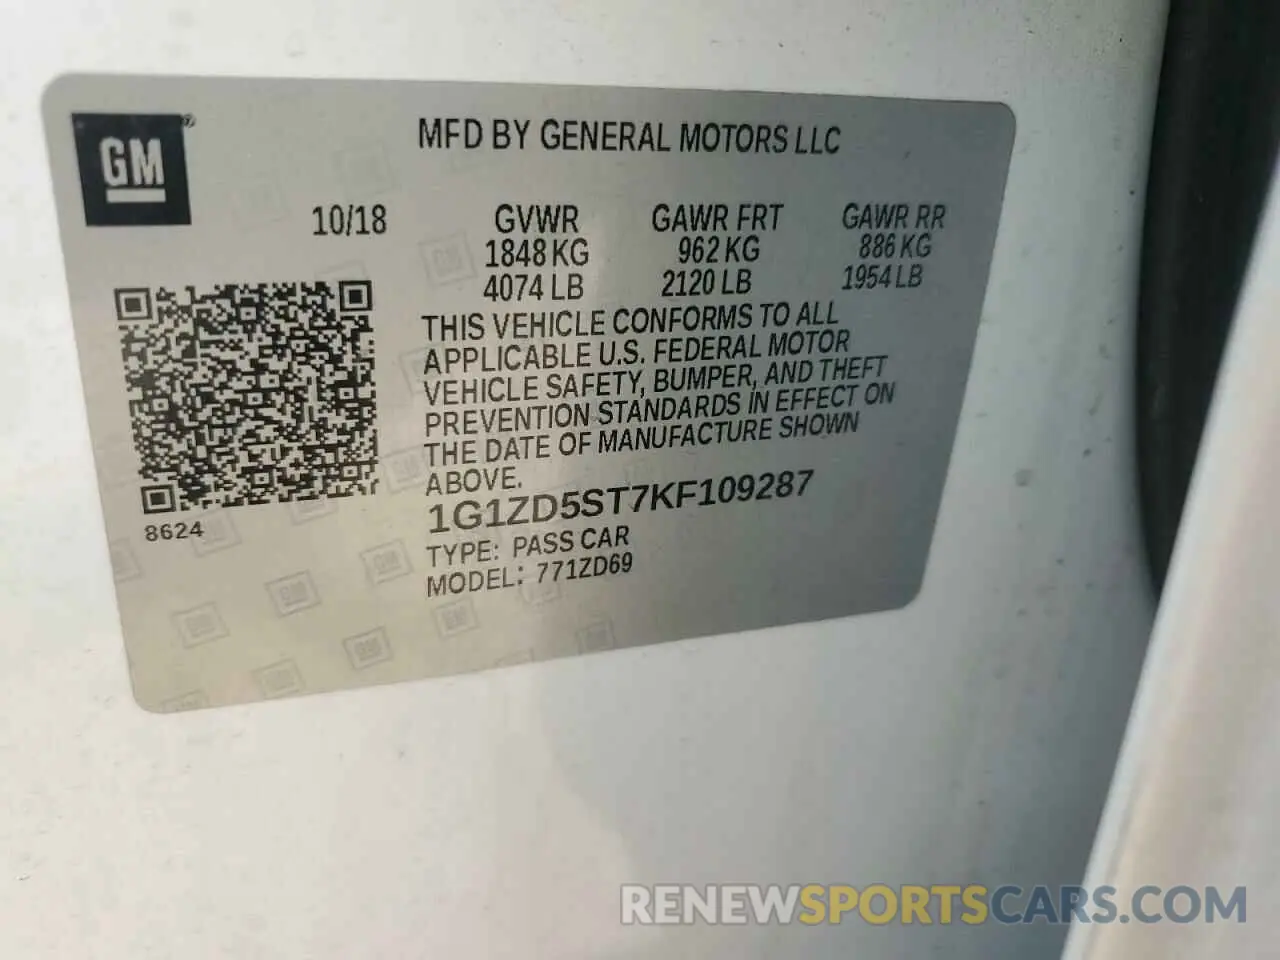 GM
MFD BY GENERAL MOTORS LLC
10/18 GVWR GAWR FRT GAWR RR
1848 KG 962 KG 886 KG
4074 LB 2120 LB 1954 LB
THIS VEHICLE CONFORMS TO ALL
APPLICABLE U.S. FEDERAL MOTOR
VEHICLE SAFETY, BUMPER, AND THEFT
PREVENTION STANDARDS IN EFFECT ON
THE DATE OF MANUFACTURE SHOWN
ABOVE.
8624
1G1ZD5ST7KF109287
TYPE: PASS CAR
MODEL: 771ZD69
RENEWSPORTSCARS.COM